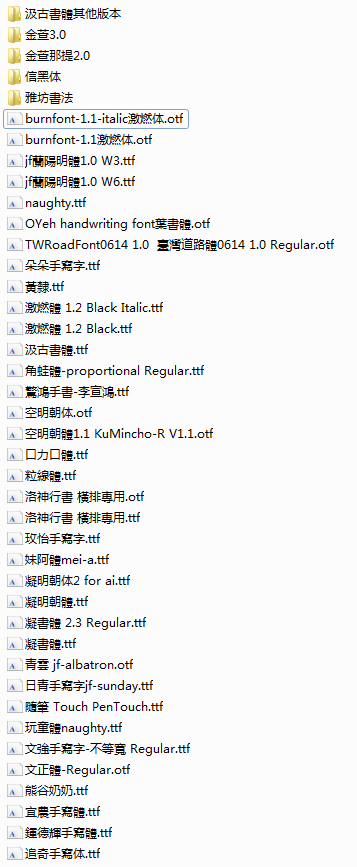 汲古書體其他版本
金萱3.0
金萱那提2.0
信黑体
雅坊書法
burnfont-1.1-italic激燃体.otf
burnfont-1.1激燃体.otf
jf蘭陽明體1.0 W3.ttf
jf蘭陽明體1.0 W6.ttf
naughty.ttf
OYeh handwriting font葉書體.otf
TWRoadFont0614 1.0  臺灣道路體0614 1.0 Regular.otf
朵朵手寫字.ttf
黃隸.ttf
激燃體 1.2 Black Italic.ttf
激燃體 1.2 Black.ttf
汲古書體.ttf
角蛙體-proportional Regular.ttf
驚鴻手書-李宣鴻.ttf
空明朝体.otf
空明朝體1.1 KuMincho-R V1.1.otf
口力口體.ttf
粒線體.ttf
洛神行書 橫排專用.otf
洛神行書 橫排專用.ttf
玫怡手寫字.ttf
妹阿體mei-a.ttf
凝明朝体2 for ai.ttf
凝明朝體.ttf
凝書體 2.3 Regular.ttf
凝書體.ttf
青雲 jf-albatron.otf
日青手寫字jf-sunday.ttf
隨筆 Touch PenTouch.ttf
玩童體naughty.ttf
文強手寫字-不等寬 Regular.ttf
文正體-Regular.otf
熊谷奶奶.ttf
宜農手寫體.ttf
鍾德輝手寫體.ttf
追奇手寫体.ttf